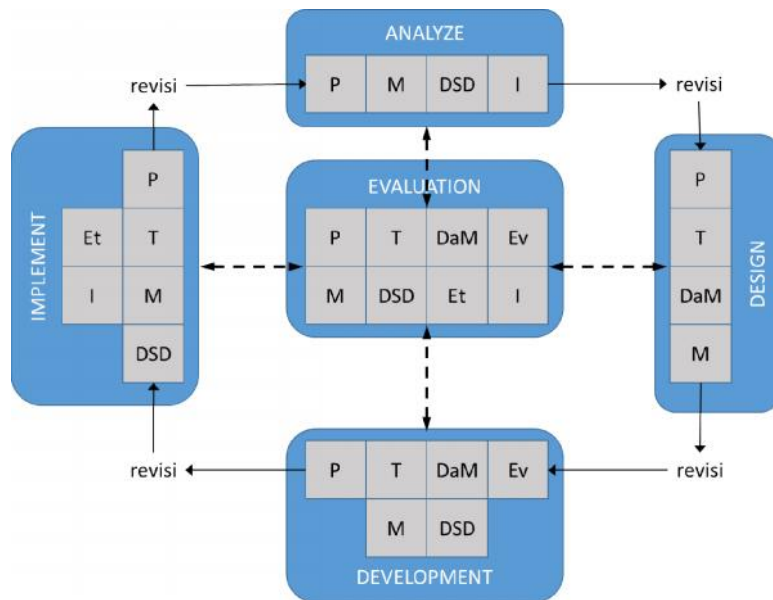 ANALYZE
P M DSD I
revisi
revisi
IMPLEMENT
P
Et T
I M
DSD
EVALUATION
P T DaM Ev
M DSD Et I
DESIGN
P
T
DaM
M
revisi
revisi
P T DaM Ev
M DSD
DEVELOPMENT